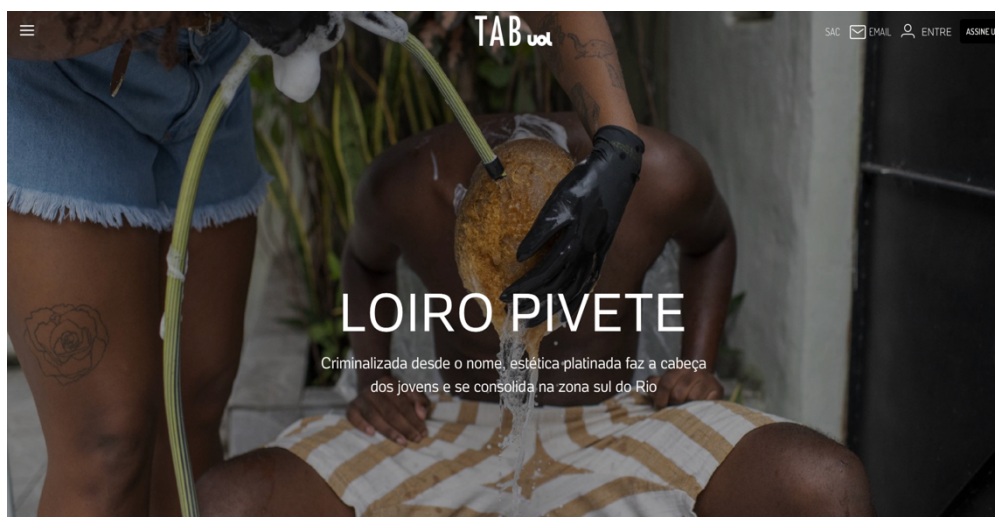 TAB uol
SAC EMAIL ENTRE ASSINE U
LOIRO PIVETE
Criminalizada desde o nome, estética platinada faz a cabeça
dos jovens e se consolida na zona sul do Rio